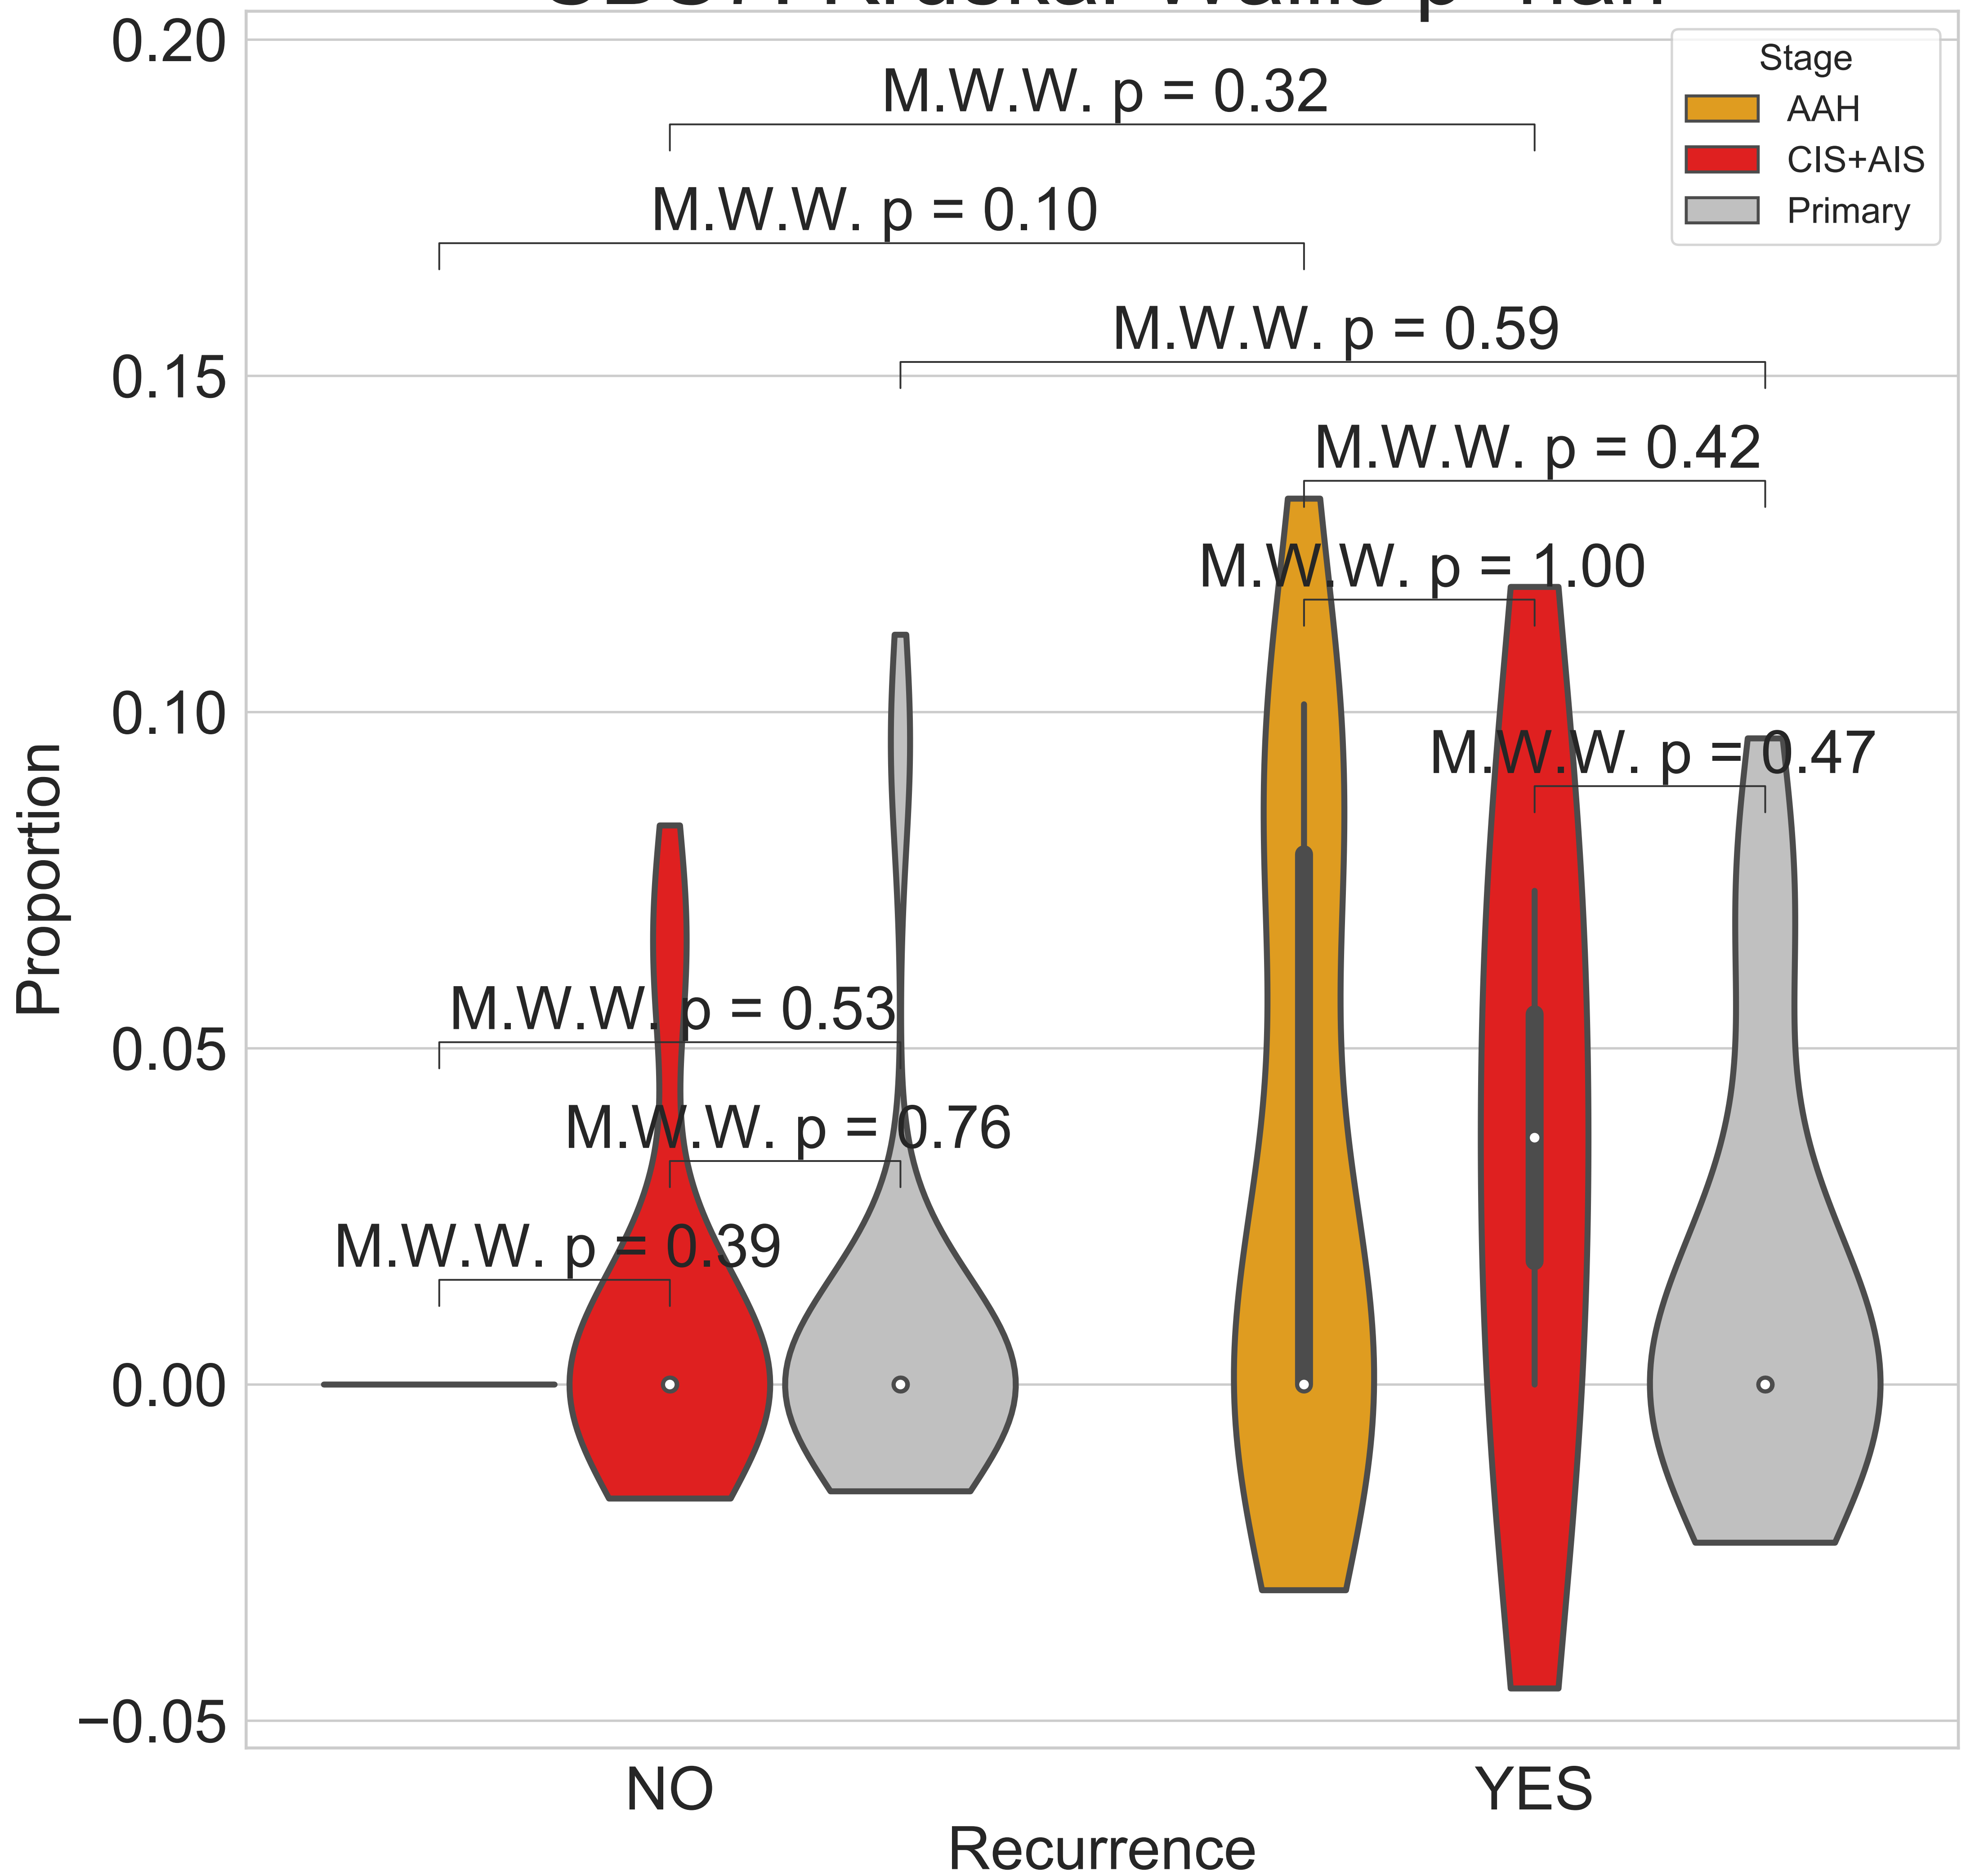 0.20
0.15
0.10
0.05
0.00
−0.05
Proportion
M.W.W. p = 0.32
M.W.W. p = 0.10
M.W.W. p = 0.59
M.W.W. p = 0.42
M.W.W. p = 1.00
M.W.W. p = 0.47
M.W.W. p = 0.53
M.W.W. p = 0.76
M.W.W. p = 0.39
Stage
AAH
CIS+AIS
Primary
NO
YES
Recurrence